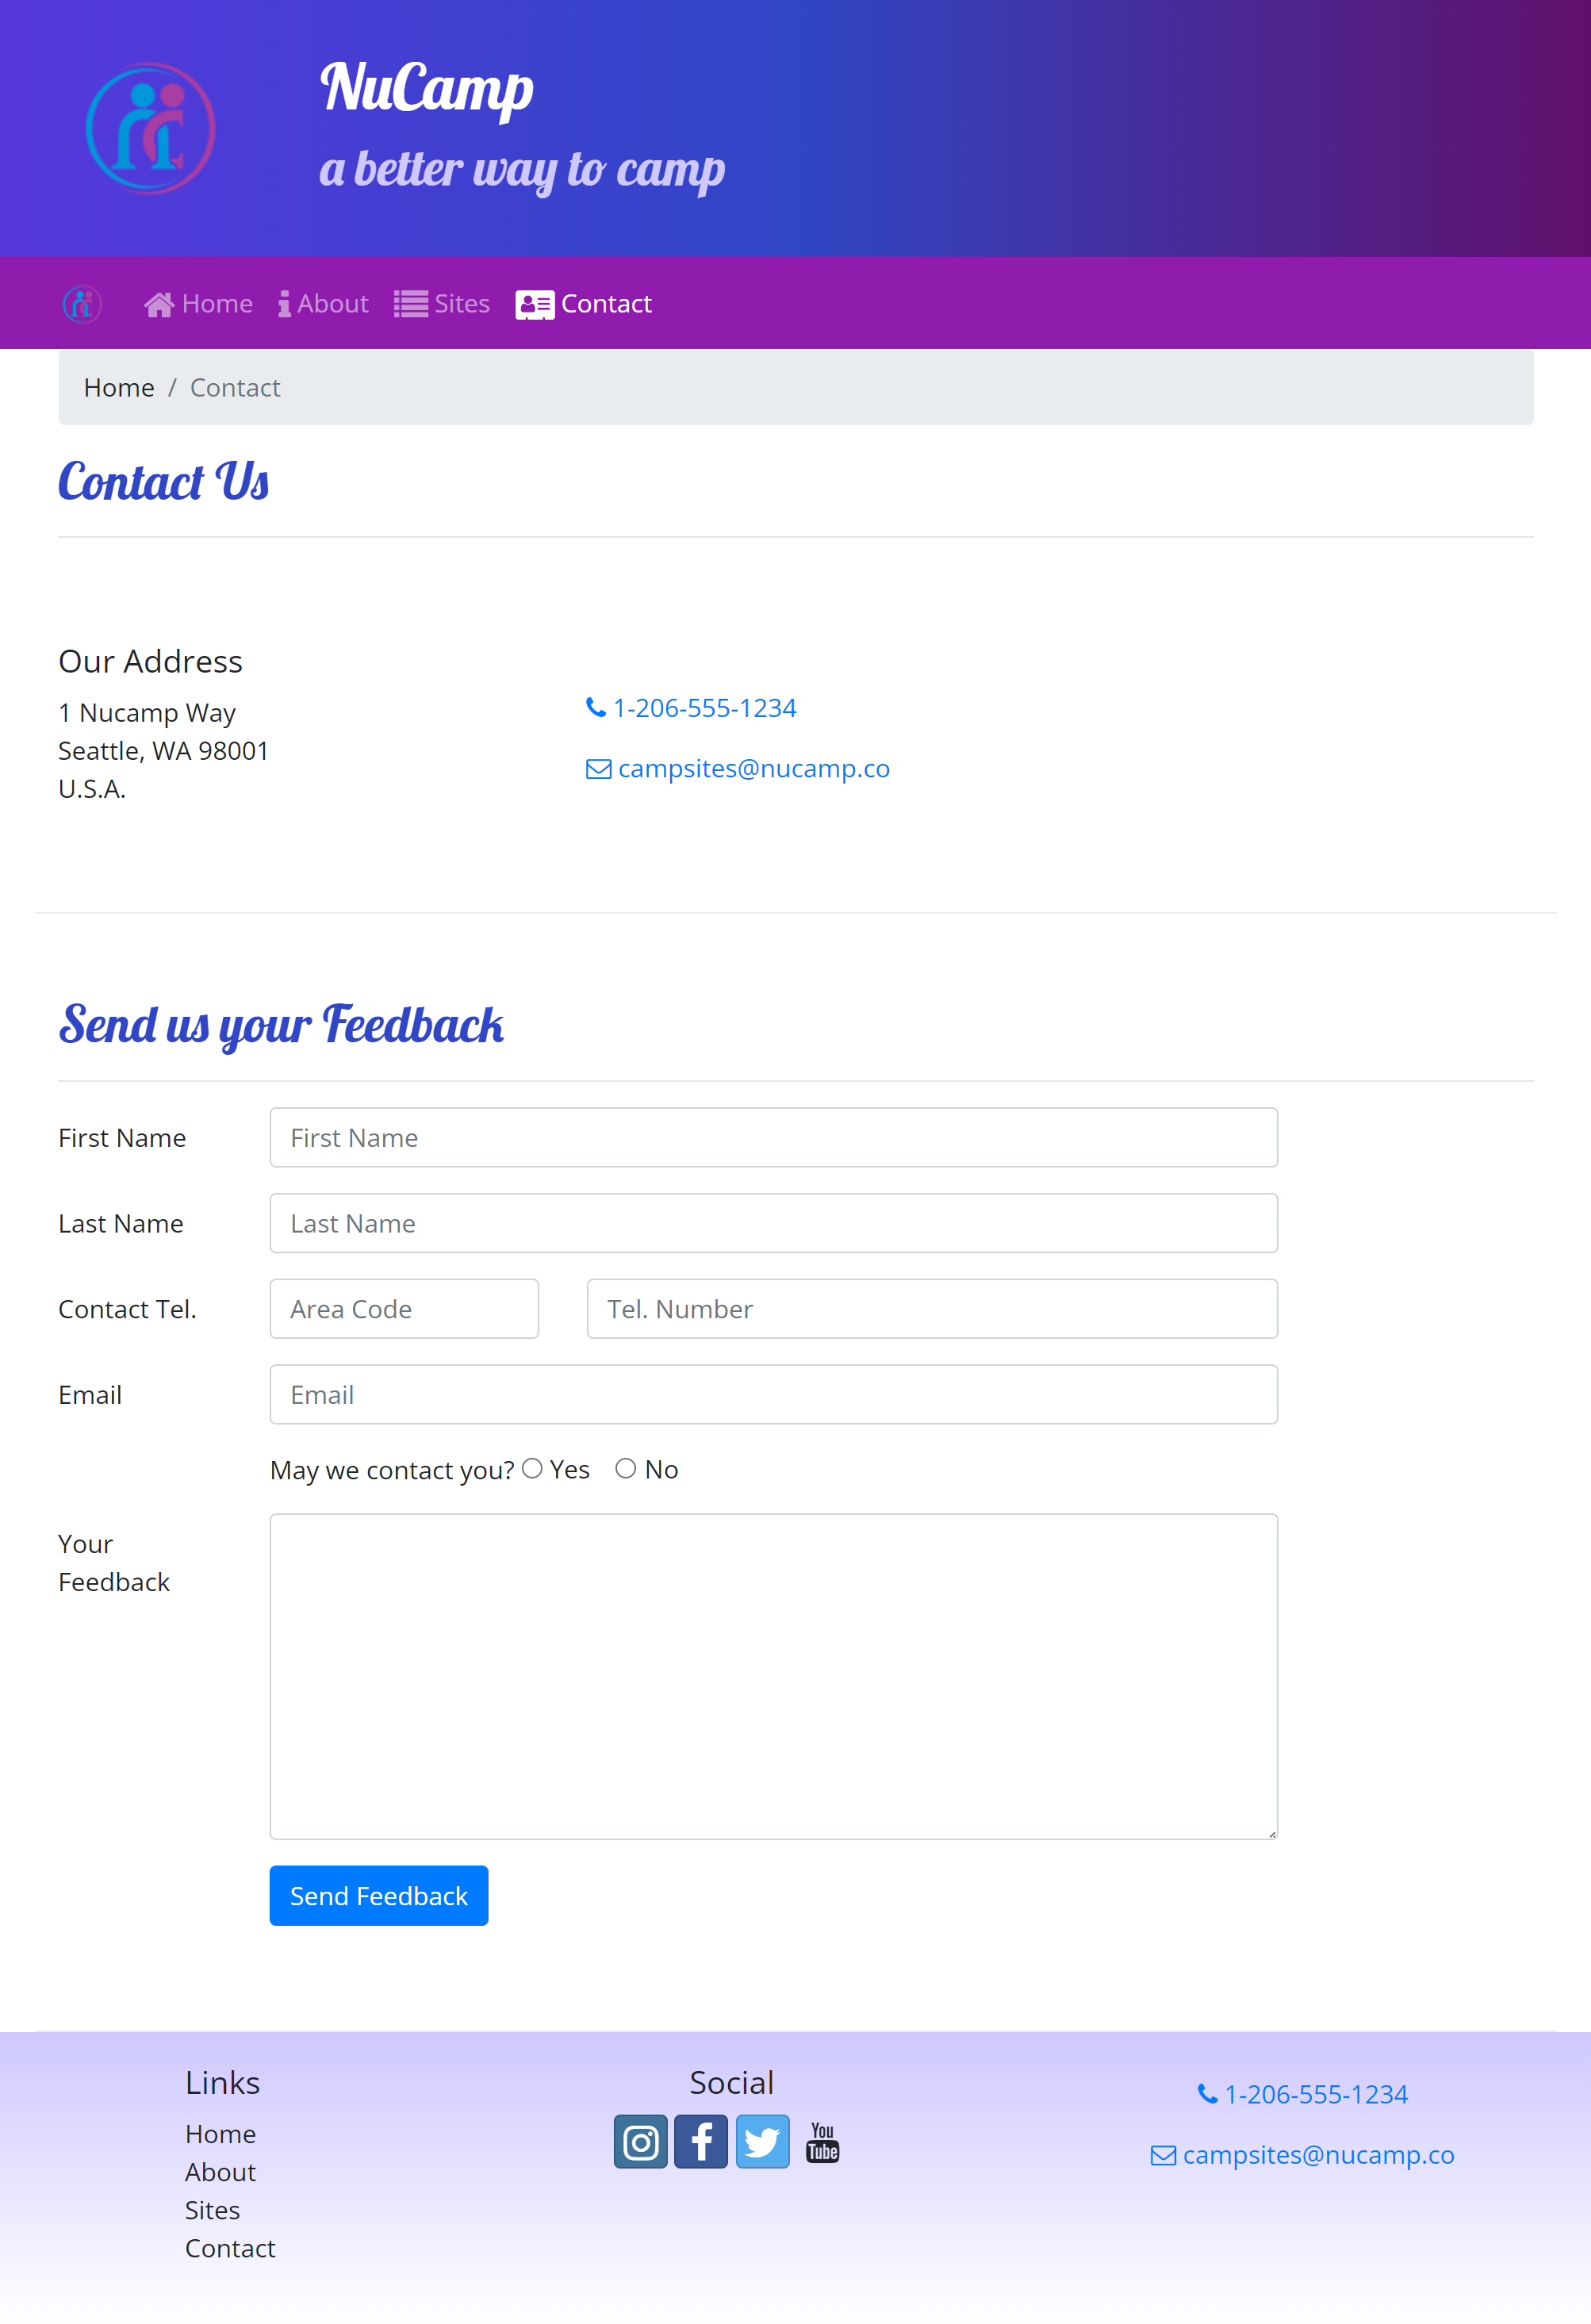 NuCamp
a better way to camp
Home About Sites Contact
Home / Contact
Contact Us
Our Address
1 Nucamp Way
Seattle, WA 98001
U.S.A.
1-206-555-1234
campsites@nucamp.co
Send us your Feedback
First Name First Name
Last Name Last Name
Contact Tel. Area Code Tel. Number
Email Email
May we contact you? Yes No
Your
Feedback
Send Feedback
Links
Home
About
Sites
Contact
Social
You
Tube
1-206-555-1234
campsites@nucamp.co